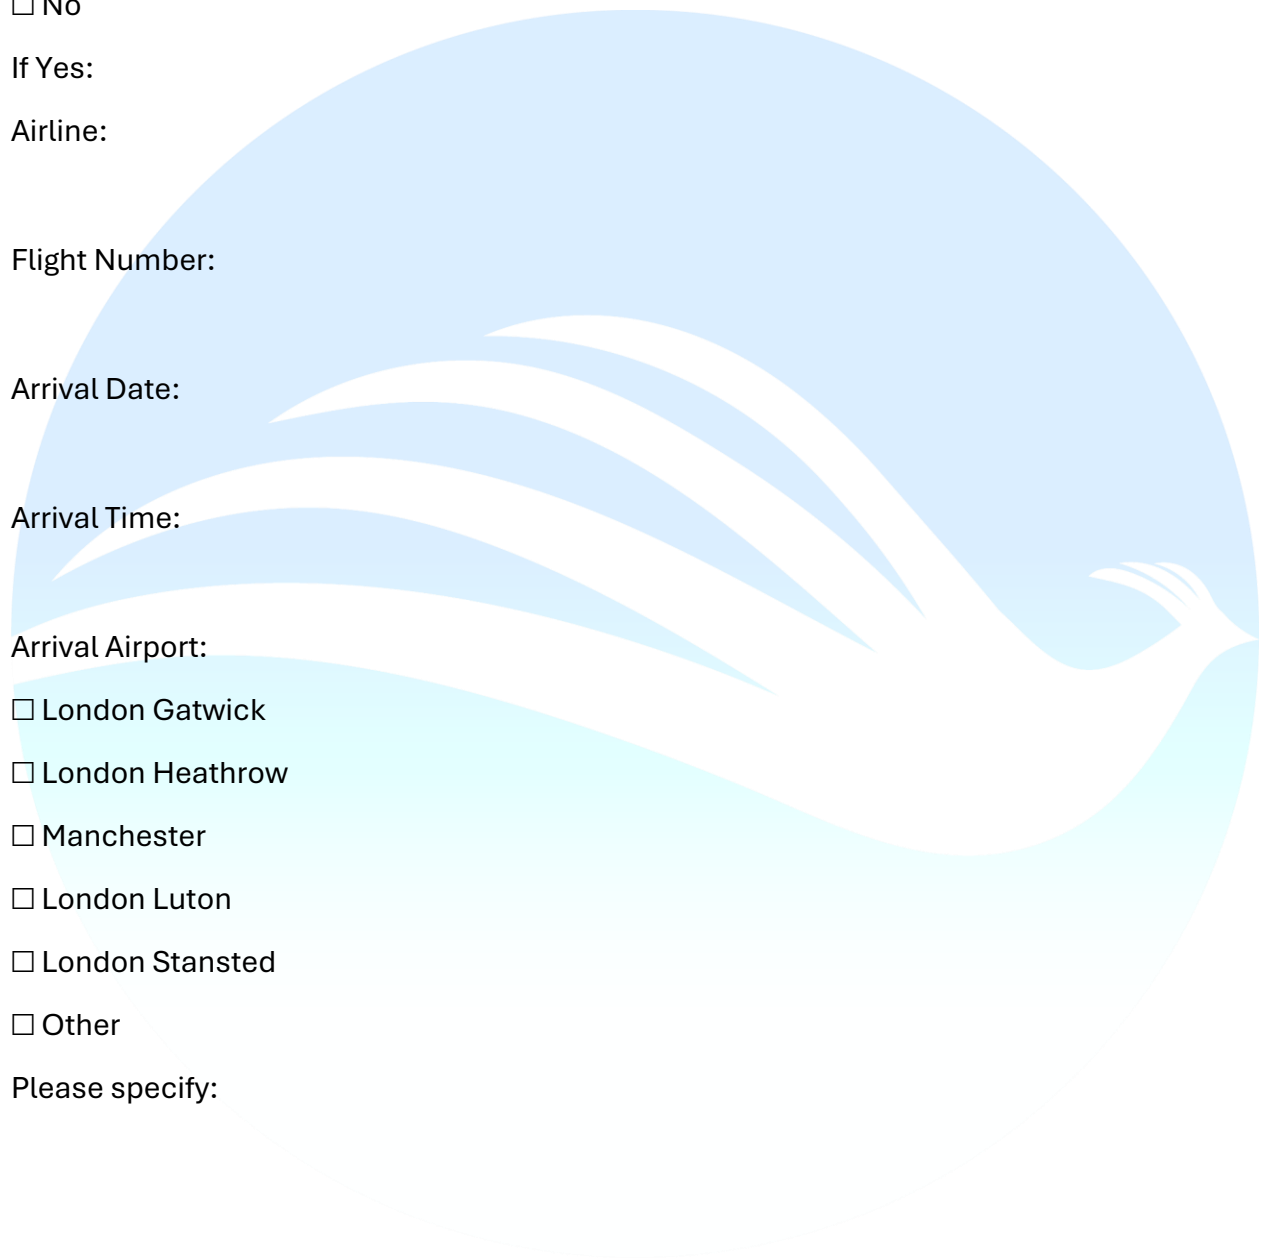 ☐ No
If Yes:
Airline:
Flight Number:
Arrival Date:
Arrival Time:
Arrival Airport:
☐ London Gatwick
☐ London Heathrow
☐ Manchester
☐ London Luton
☐ London Stansted
☐ Other
Please specify: